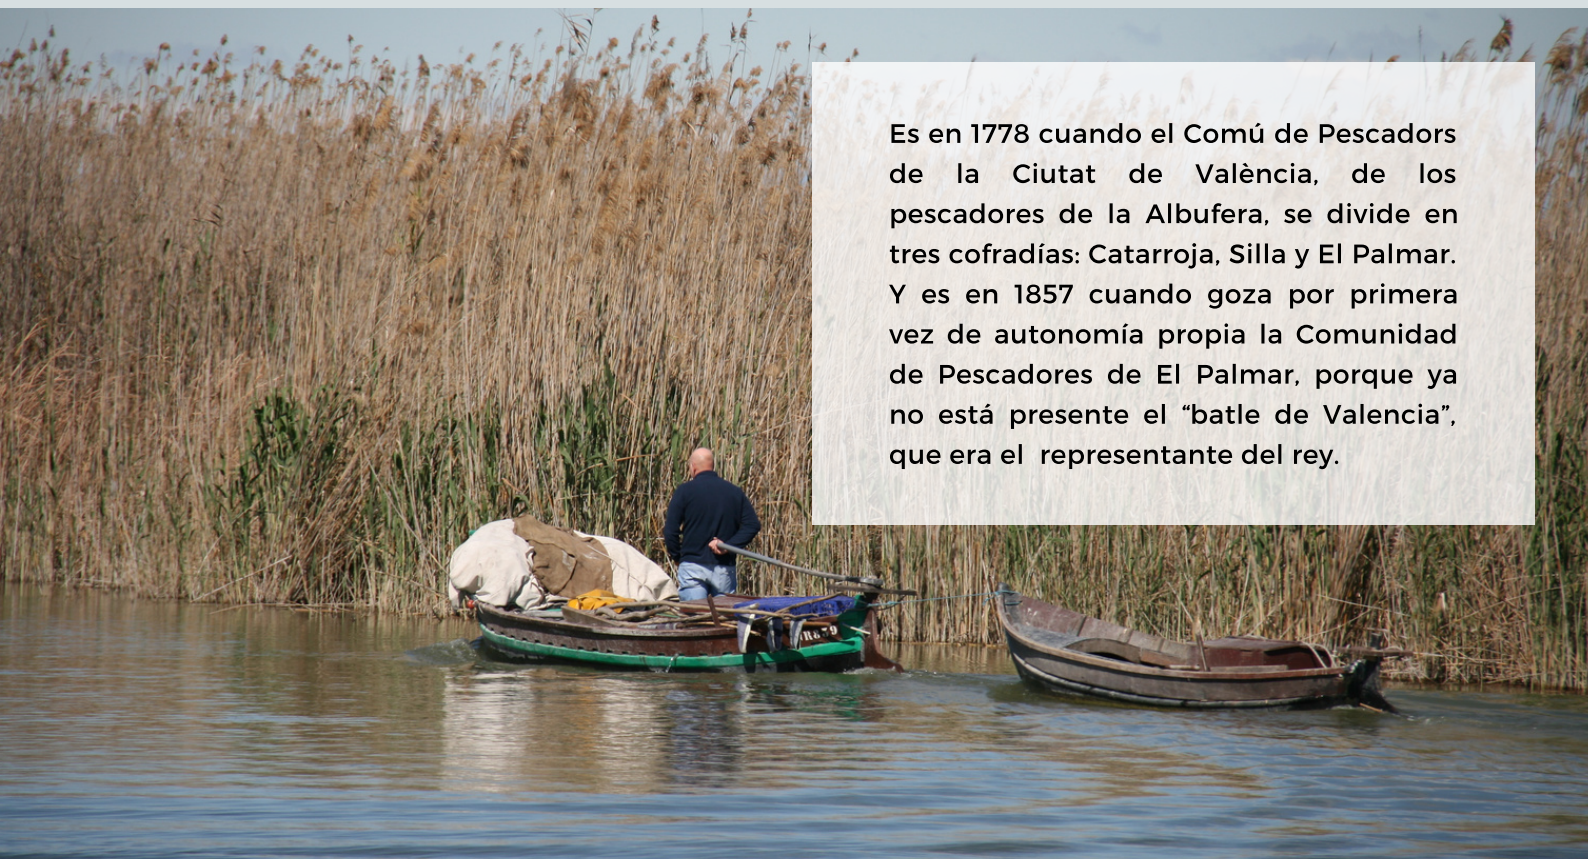 Es en 1778 cuando el Comú de Pescadors
de la Ciutat de València, de los
pescadores de la Albufera, se divide en
tres cofradías: Catarroja, Silla y El Palmar.
Y es en 1857 cuando goza por primera
vez de autonomía propia la Comunidad
de Pescadores de El Palmar, porque ya
no está presente el “batle de Valencia”,
que era el representante del rey.